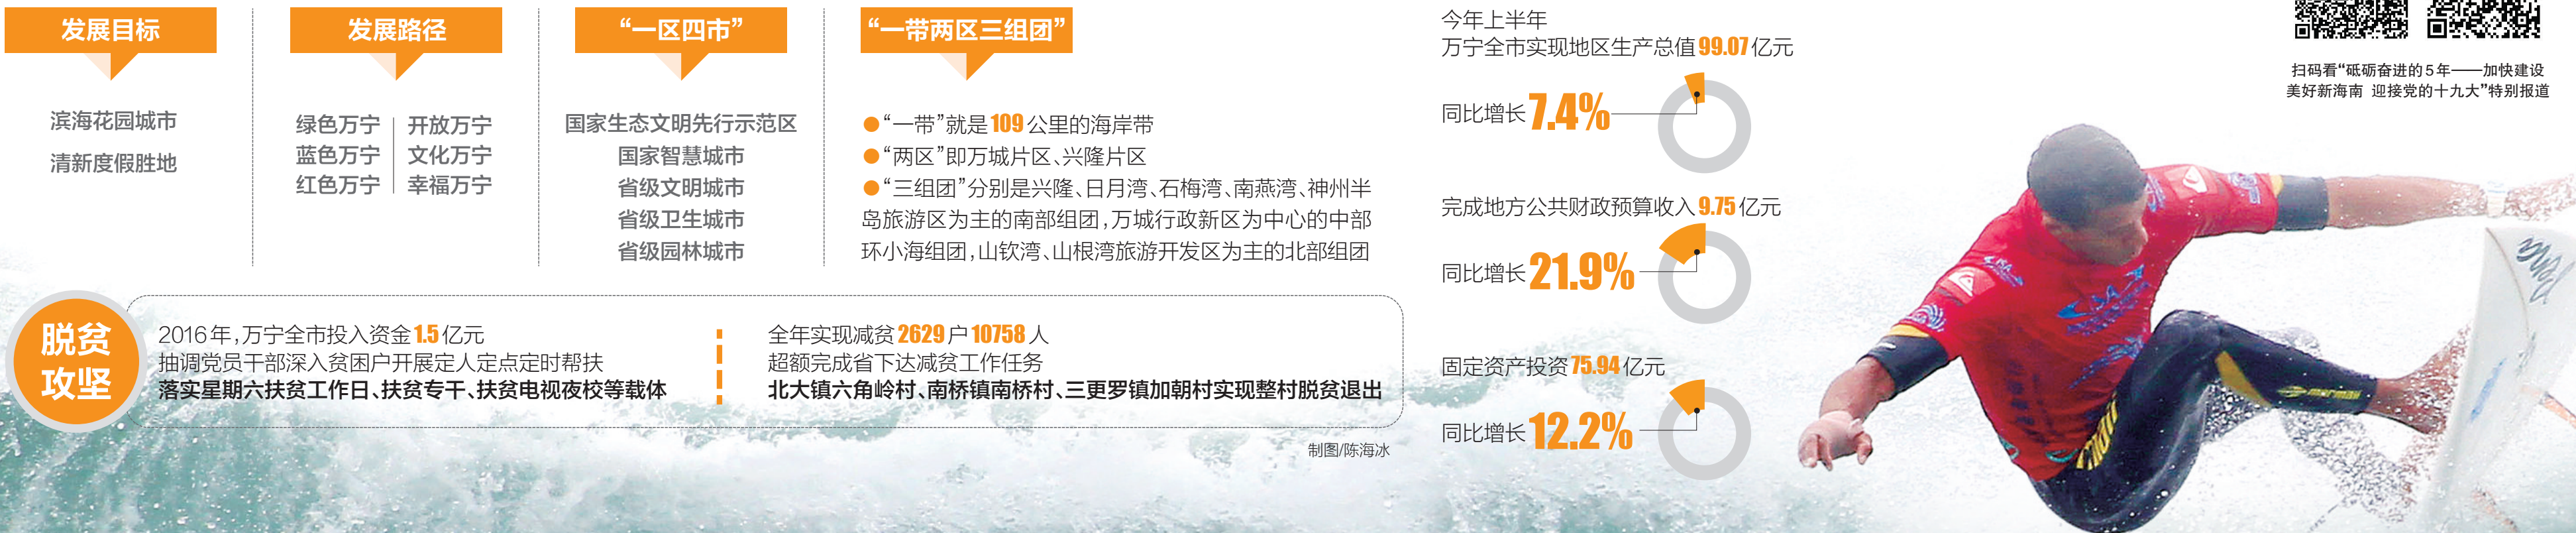 发展目标
滨海花园城市
清新度假胜地
发展路径
绿色万宁
蓝色万宁
红色万宁
开放万宁
文化万宁
幸福万宁
“一区四市”
国家生态文明先行示范区
国家智慧城市
省级文明城市
省级卫生城市
省级园林城市
“一带两区三组团”
●“一带”就是109公里的海岸带
●“两区”即万城片区、兴隆片区
●“三组团”分别是兴隆、日月湾、石梅湾、南燕湾、神州半
岛旅游区为主的南部组团,万城行政新区为中心的中部
环小海组团,山钦湾、山根湾旅游开发区为主的北部组团
脱贫
攻坚
2016年,万宁全市投入资金1.5亿元
抽调党员干部深入贫困户开展定人定点定时帮扶
落实星期六扶贫工作日、扶贫专干、扶贫电视夜校等载体
全年实现减贫2629户10758人
超额完成省下达减贫工作任务
北大镇六角岭村、南桥镇南桥村、三更罗镇加朝村实现整村脱贫退出
制图/陈海冰
今年上半年
万宁全市实现地区生产总值99.07亿元
同比增长7.4%
完成地方公共财政预算收入9.75亿元
同比增长21.9%
固定资产投资75.94亿元
同比增长12.2%
扫码看“砥砺奋进的5年——加快建设
美好新海南 迎接党的十九大”特别报道